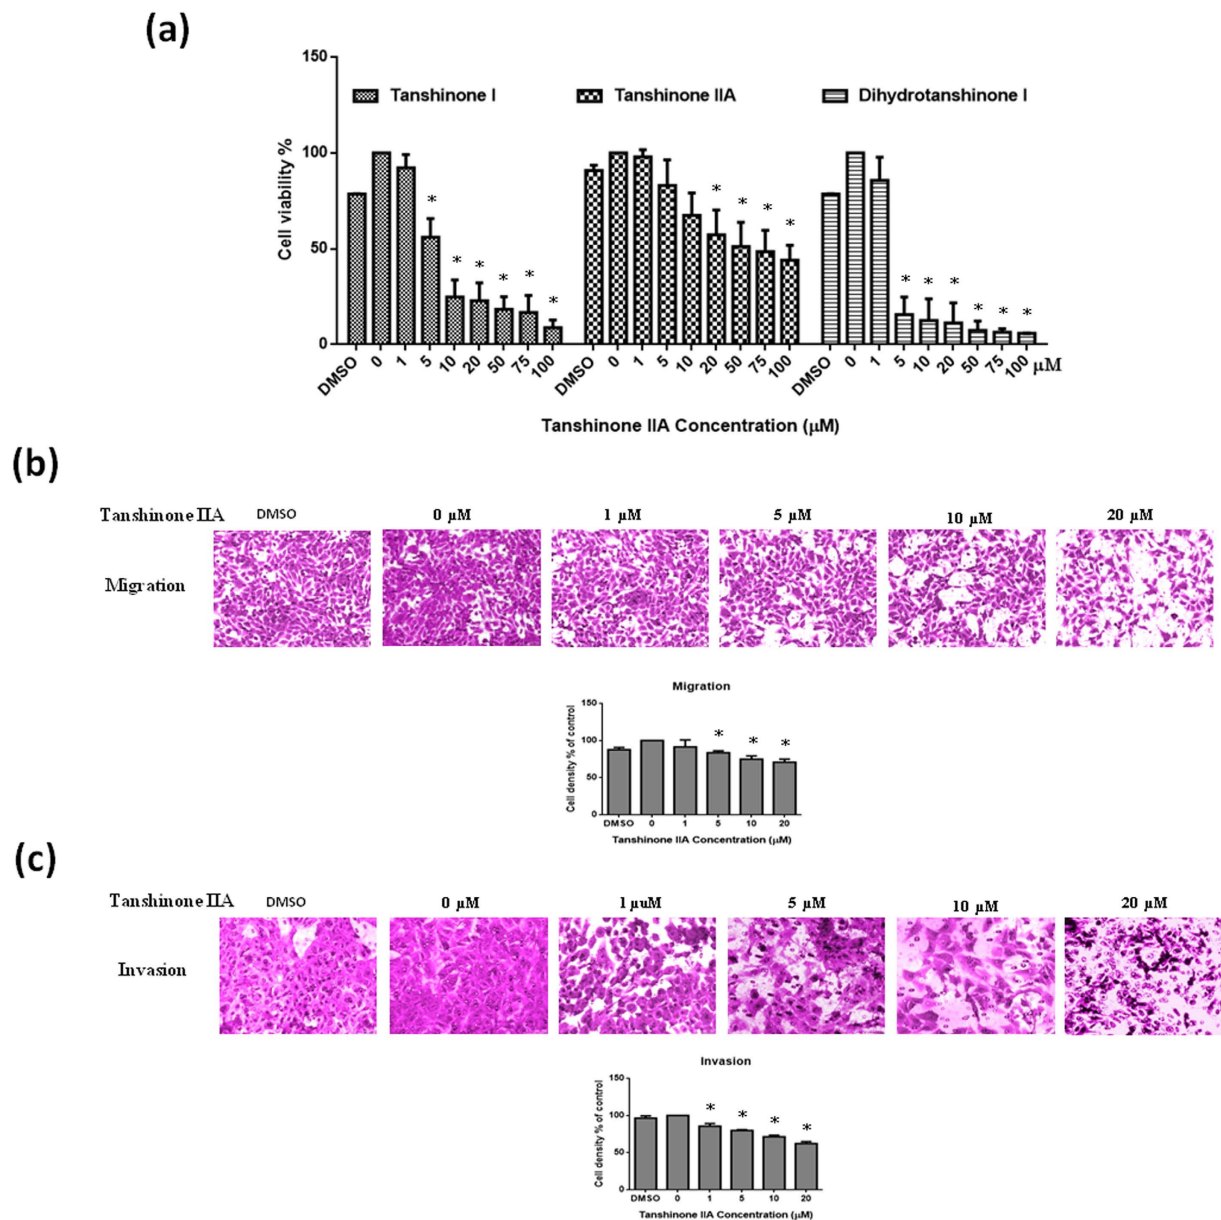 (a)
150
100
50
0
Cell viability %
Tanshinone I
Tanshinone IIA
Dihydrotanshinone I
* * * * * *
* * * *
* * * * * *
DMSO 0 1 5 10 20 50 75 100
DMSO 0 1 5 10 20 50 75 100
DMSO 0 1 5 10 20 50 75 100 μM
Tanshinone IIA Concentration (μM)
(b)
Tanshinone IIA DMSO 0 μM 1 μM 5 μM 10 μM 20 μM
Migration
Migration
150
100
50
0
Cell density % of control
* * *
DMSO 0 1 5 10 20
Tanshinone IIA Concentration (μM)
(c)
Tanshinone IIA DMSO 0 μM 1 μuM 5 μM 10 μM 20 μM
Invasion
Invasion
150
100
50
0
Cell density % of control
* * * *
DMSO 0 1 5 10 20
Tanshinone IIA Concentration (μM)